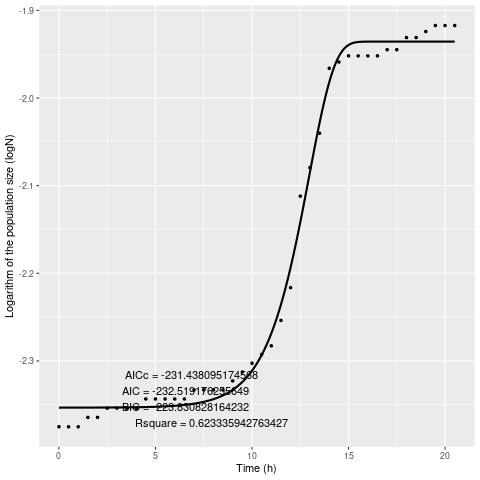 -1.9
-2.0
-2.1
-2.2
-2.3
Logarithm of the population size (logN)
AICc = -231.438095174568
AIC = -232.519176255649
BIC = -223.830828164232
Rsquare = 0.623335942763427
0 5 10 15 20
Time (h)